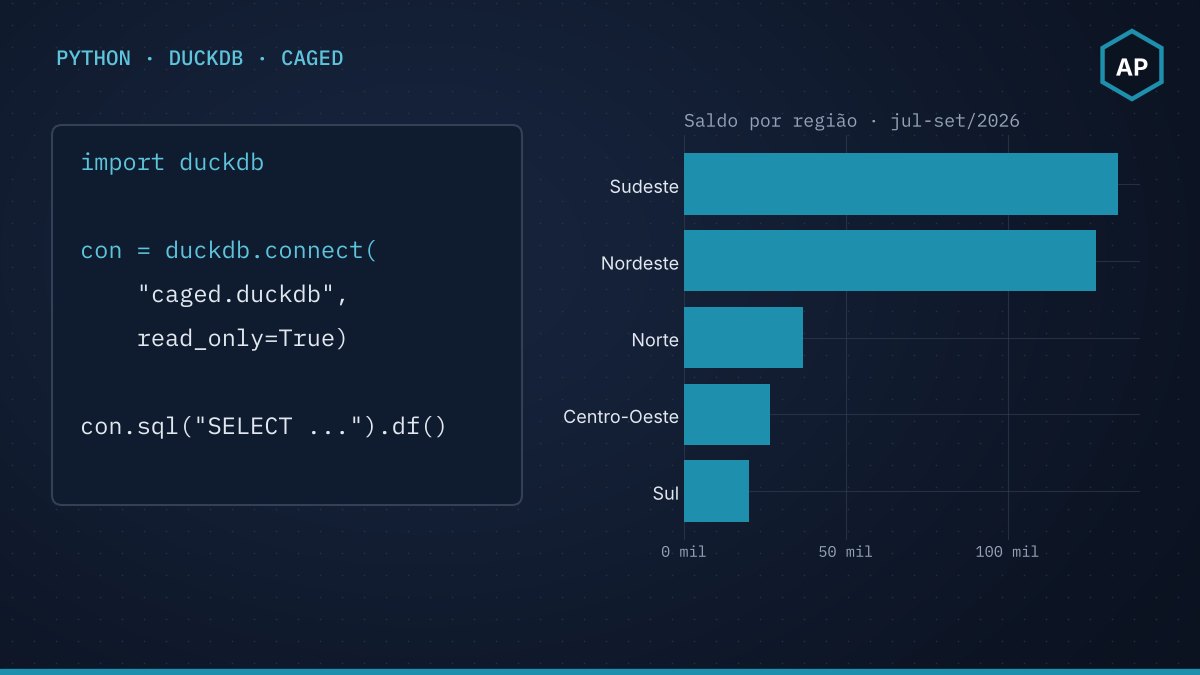 PYTHON · DUCKDB · CAGED
AP
import duckdb
con = duckdb.connect(
"caged.duckdb",
read_only=True)
con.sql("SELECT ...").df()
Saldo por região · jul-set/2026
Sudeste
Nordeste
Norte
Centro-Oeste
Sul
0 mil
50 mil
100 mil